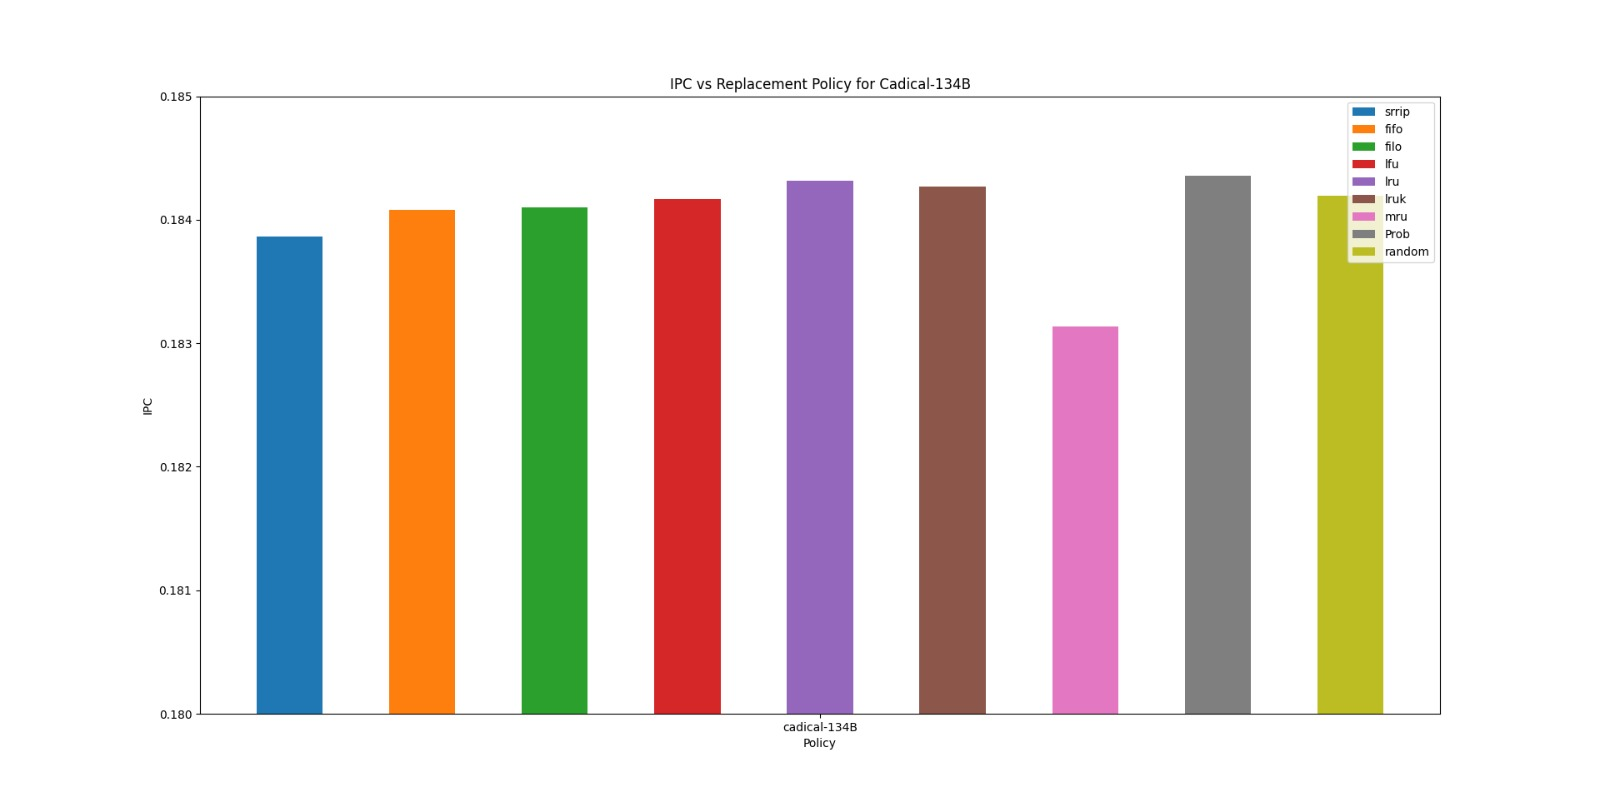 IPC vs Replacement Policy for Cadical-134B
0.185
0.184
0.183
0.182
0.181
0.180
IPC
srrip
fifo
filo
lfu
lru
lruk
mru
Prob
random
cadical-134B
Policy